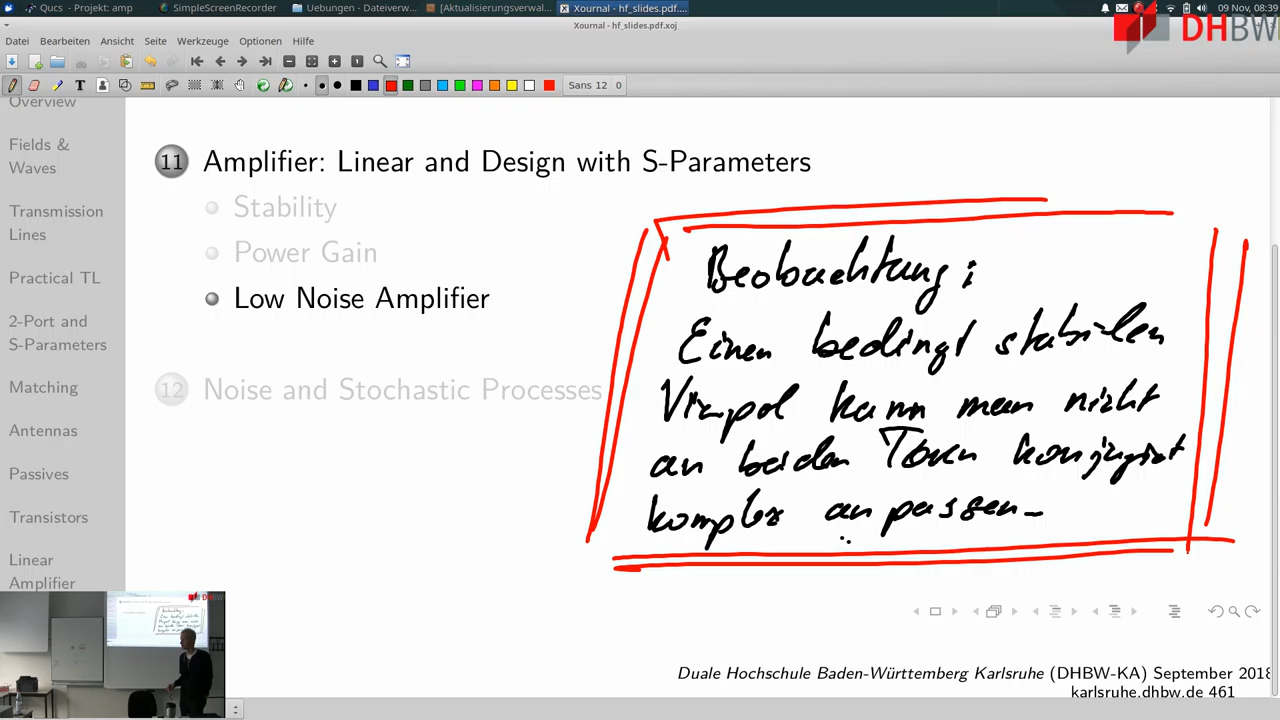 Qucs - Projekt: amp
SimpleScreenRecorder
Uebungen - Dateiverw...
[Aktualisierungsverwal...
Xournal - hf_slides.pdf...
09 Nov, 08:39
Xournal - hf_slides.pdf.xoj
DHBW
Datei Bearbeiten Ansicht Seite Werkzeuge Optionen Hilfe
Sans 12 0
Overview
Fields &
Waves
Transmission
Lines
Practical TL
2-Port and
S-Parameters
Matching
Antennas
Passives
Transistors
Linear
Amplifier
11 Amplifier: Linear and Design with S-Parameters
Stability
Power Gain
Low Noise Amplifier
12 Noise and Stochastic Processes
Beobachtung:
Einen bedingt stabilen
Vierpol kann man nicht
an beiden Toren konjugiert
komplex anpassen.
Duale Hochschule Baden-Württemberg Karlsruhe (DHBW-KA) September 2018
karlsruhe.dhbw.de 461